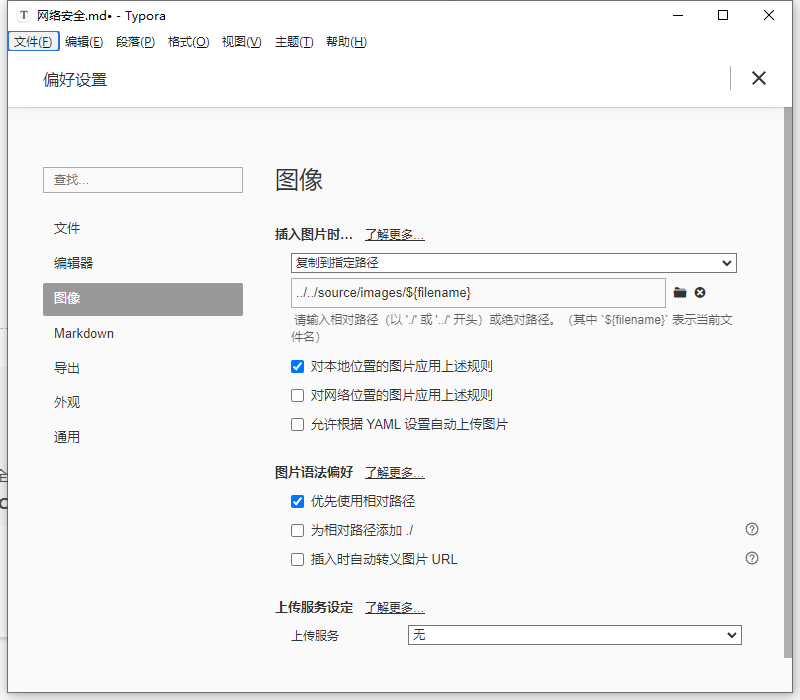 T 网络安全.md• - Typora
文件(F) 编辑(E) 段落(P) 格式(O) 视图(V) 主题(T) 帮助(H)
偏好设置
查找...
文件
编辑器
图像
Markdown
导出
外观
通用
图像
插入图片时... 了解更多...
复制到指定路径
../../source/images/${filename}
请输入相对路径（以 './' 或 '../' 开头）或绝对路径。（其中 `${filename}` 表示当前文
件名）
对本地位置的图片应用上述规则
对网络位置的图片应用上述规则
允许根据 YAML 设置自动上传图片
图片语法偏好 了解更多...
优先使用相对路径
为相对路径添加 ./
插入时自动转义图片 URL
上传服务设定 了解更多...
上传服务 无